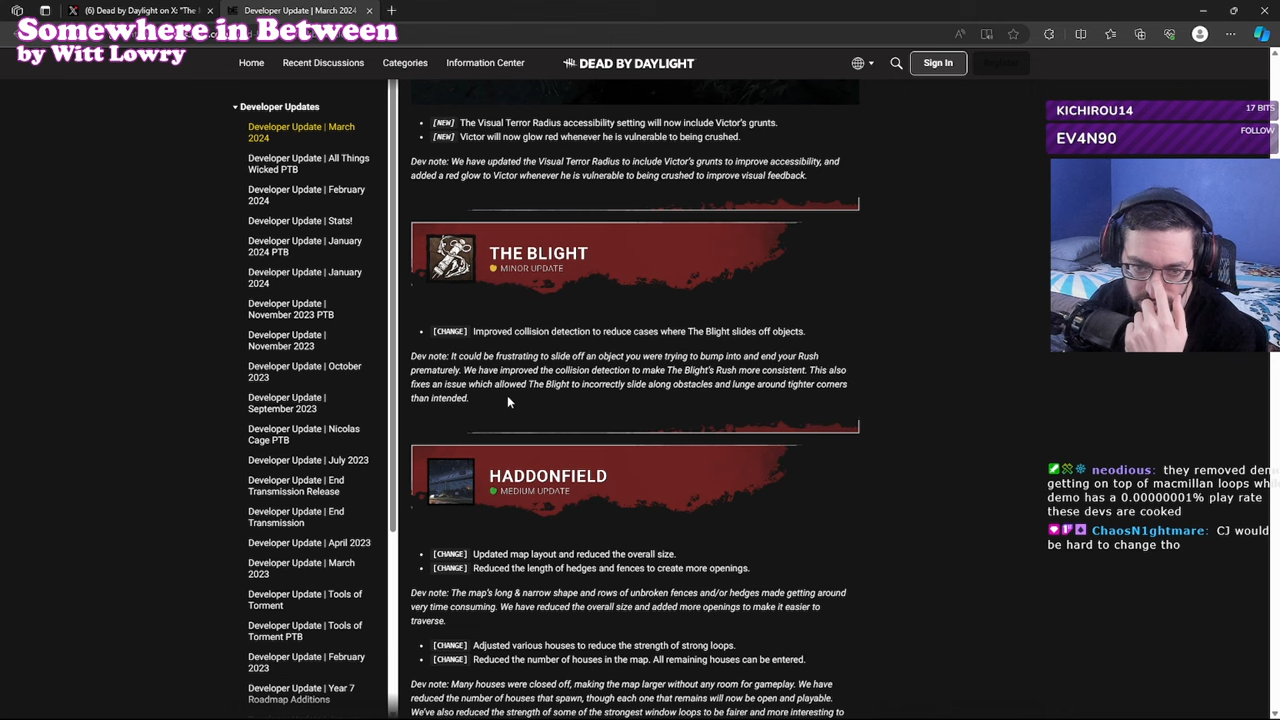 (6) Dead by Daylight on X: "The
Developer Update | March 2024
Somewhere in Between
by Witt Lowry
Home
Recent Discussions
Categories
Information Center
DEAD BY DAYLIGHT
Sign In
Register
Developer Updates
Developer Update | March
2024
Developer Update | All Things
Wicked PTB
Developer Update | February
2024
Developer Update | Stats!
Developer Update | January
2024 PTB
Developer Update | January
2024
Developer Update |
November 2023 PTB
Developer Update |
November 2023
Developer Update | October
2023
Developer Update |
September 2023
Developer Update | Nicolas
Cage PTB
Developer Update | July 2023
Developer Update | End
Transmission Release
Developer Update | End
Transmission
Developer Update | April 2023
Developer Update | March
2023
Developer Update | Tools of
Torment
Developer Update | Tools of
Torment PTB
Developer Update | February
2023
Developer Update | Year 7
Roadmap Additions
[NEW] The Visual Terror Radius accessibility setting will now include Victor's grunts.
[NEW] Victor will now glow red whenever he is vulnerable to being crushed.
Dev note: We have updated the Visual Terror Radius to include Victor's grunts to improve accessibility, and
added a red glow to Victor whenever he is vulnerable to being crushed to improve visual feedback.
THE BLIGHT
MINOR UPDATE
[CHANGE] Improved collision detection to reduce cases where The Blight slides off objects.
Dev note: It could be frustrating to slide off an object you were trying to bump into and end your Rush
prematurely. We have improved the collision detection to make The Blight's Rush more consistent. This also
fixes an issue which allowed The Blight to incorrectly slide along obstacles and lunge around tighter corners
than intended.
HADDONFIELD
MEDIUM UPDATE
[CHANGE] Updated map layout and reduced the overall size.
[CHANGE] Reduced the length of hedges and fences to create more openings.
Dev note: The map's long & narrow shape and rows of unbroken fences and/or hedges made getting around
very time consuming. We have reduced the overall size and added more openings to make it easier to
traverse.
[CHANGE] Adjusted various houses to reduce the strength of strong loops.
[CHANGE] Reduced the number of houses in the map. All remaining houses can be entered.
Dev note: Many houses were closed off, making the map larger without any room for gameplay. We have
reduced the number of houses that spawn, though each one that remains will now be open and playable.
We've also reduced the strength of some of the strongest window loops to be fairer and more interesting to
KICHIROU14
17 BITS
EV4N90
FOLLOW
neodious: they removed demo
getting on top of macmillan loops wh
demo has a 0.00000001% play rate
these devs are cooked
ChaosN1ghtmare: CJ would
be hard to change tho